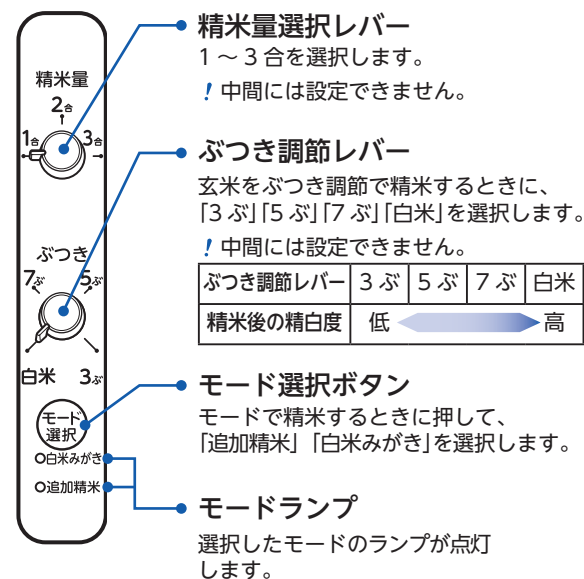 精米量
2合
1合
3合
ぶつき
7ぶ
5ぶ
白米
3ぶ
モード
選択
白米みがき
追加精米
精米量選択レバー
1～3合を選択します。
！中間には設定できません。
ぶつき調節レバー
玄米をぶつき調節で精米するときに、
「3ぶ」「5ぶ」「7ぶ」「白米」を選択します。
！中間には設定できません。
ぶつき調節レバー 3ぶ 5ぶ 7ぶ 白米
精米後の精白度 低 高
モード選択ボタン
モードで精米するときに押して、
「追加精米」「白米みがき」を選択します。
モードランプ
選択したモードのランプが点灯
します。